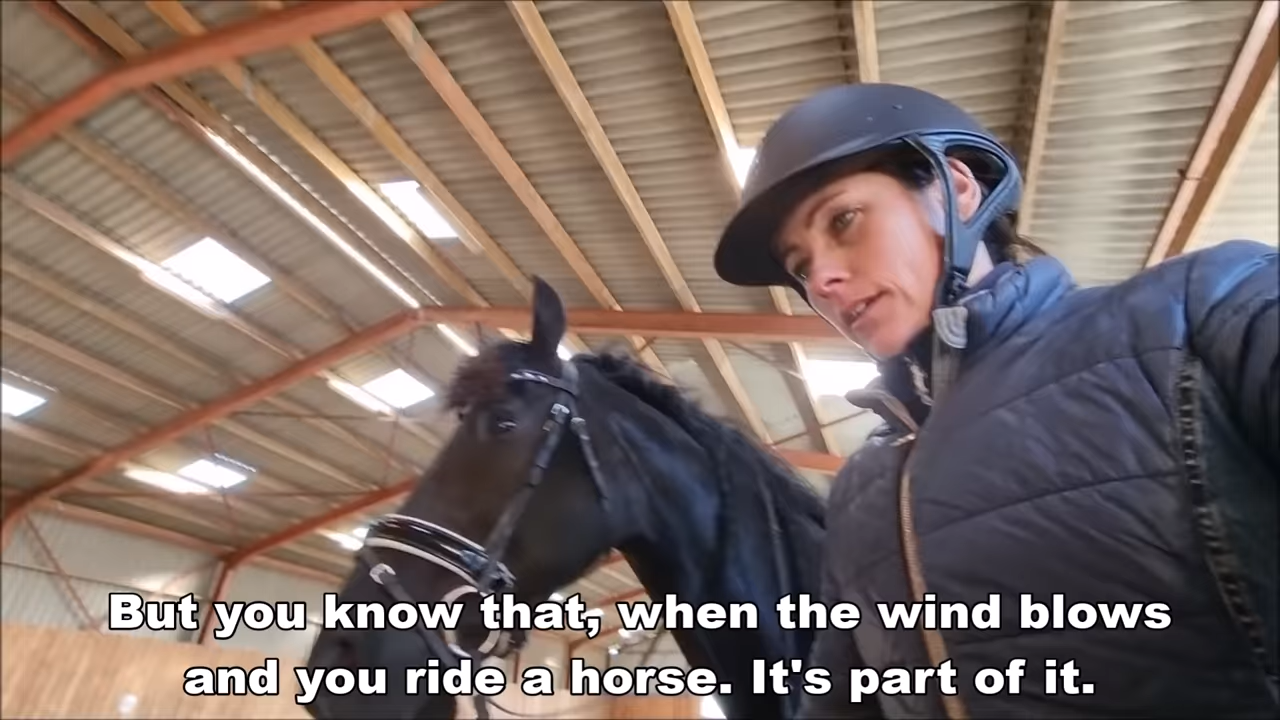 But you know that, when the wind blows
and you ride a horse. It's part of it.